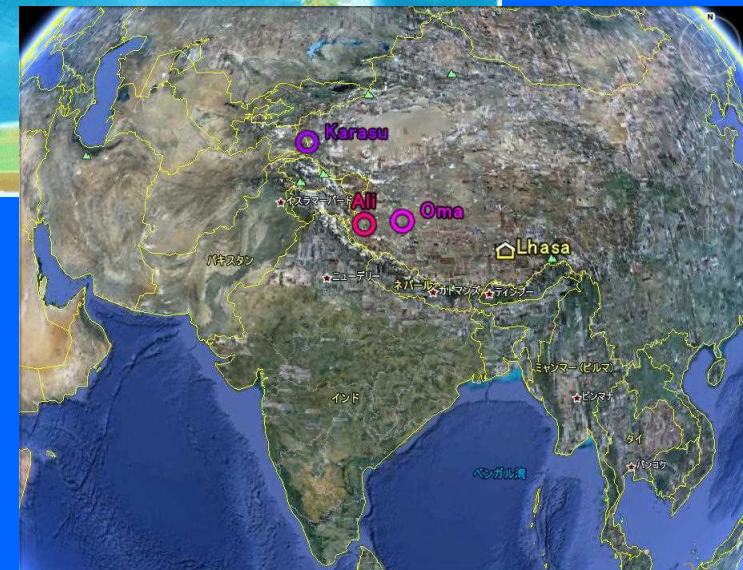 N
Karasu
イスラマーバード
Ali
Oma
Lhasa
パキスタン
ニューデリー
ネパール
カトマンズ
ティンプー
ミャンマー (ビルマ)
インド
ピンマナ
タイ
バンコク
ベンガル湾